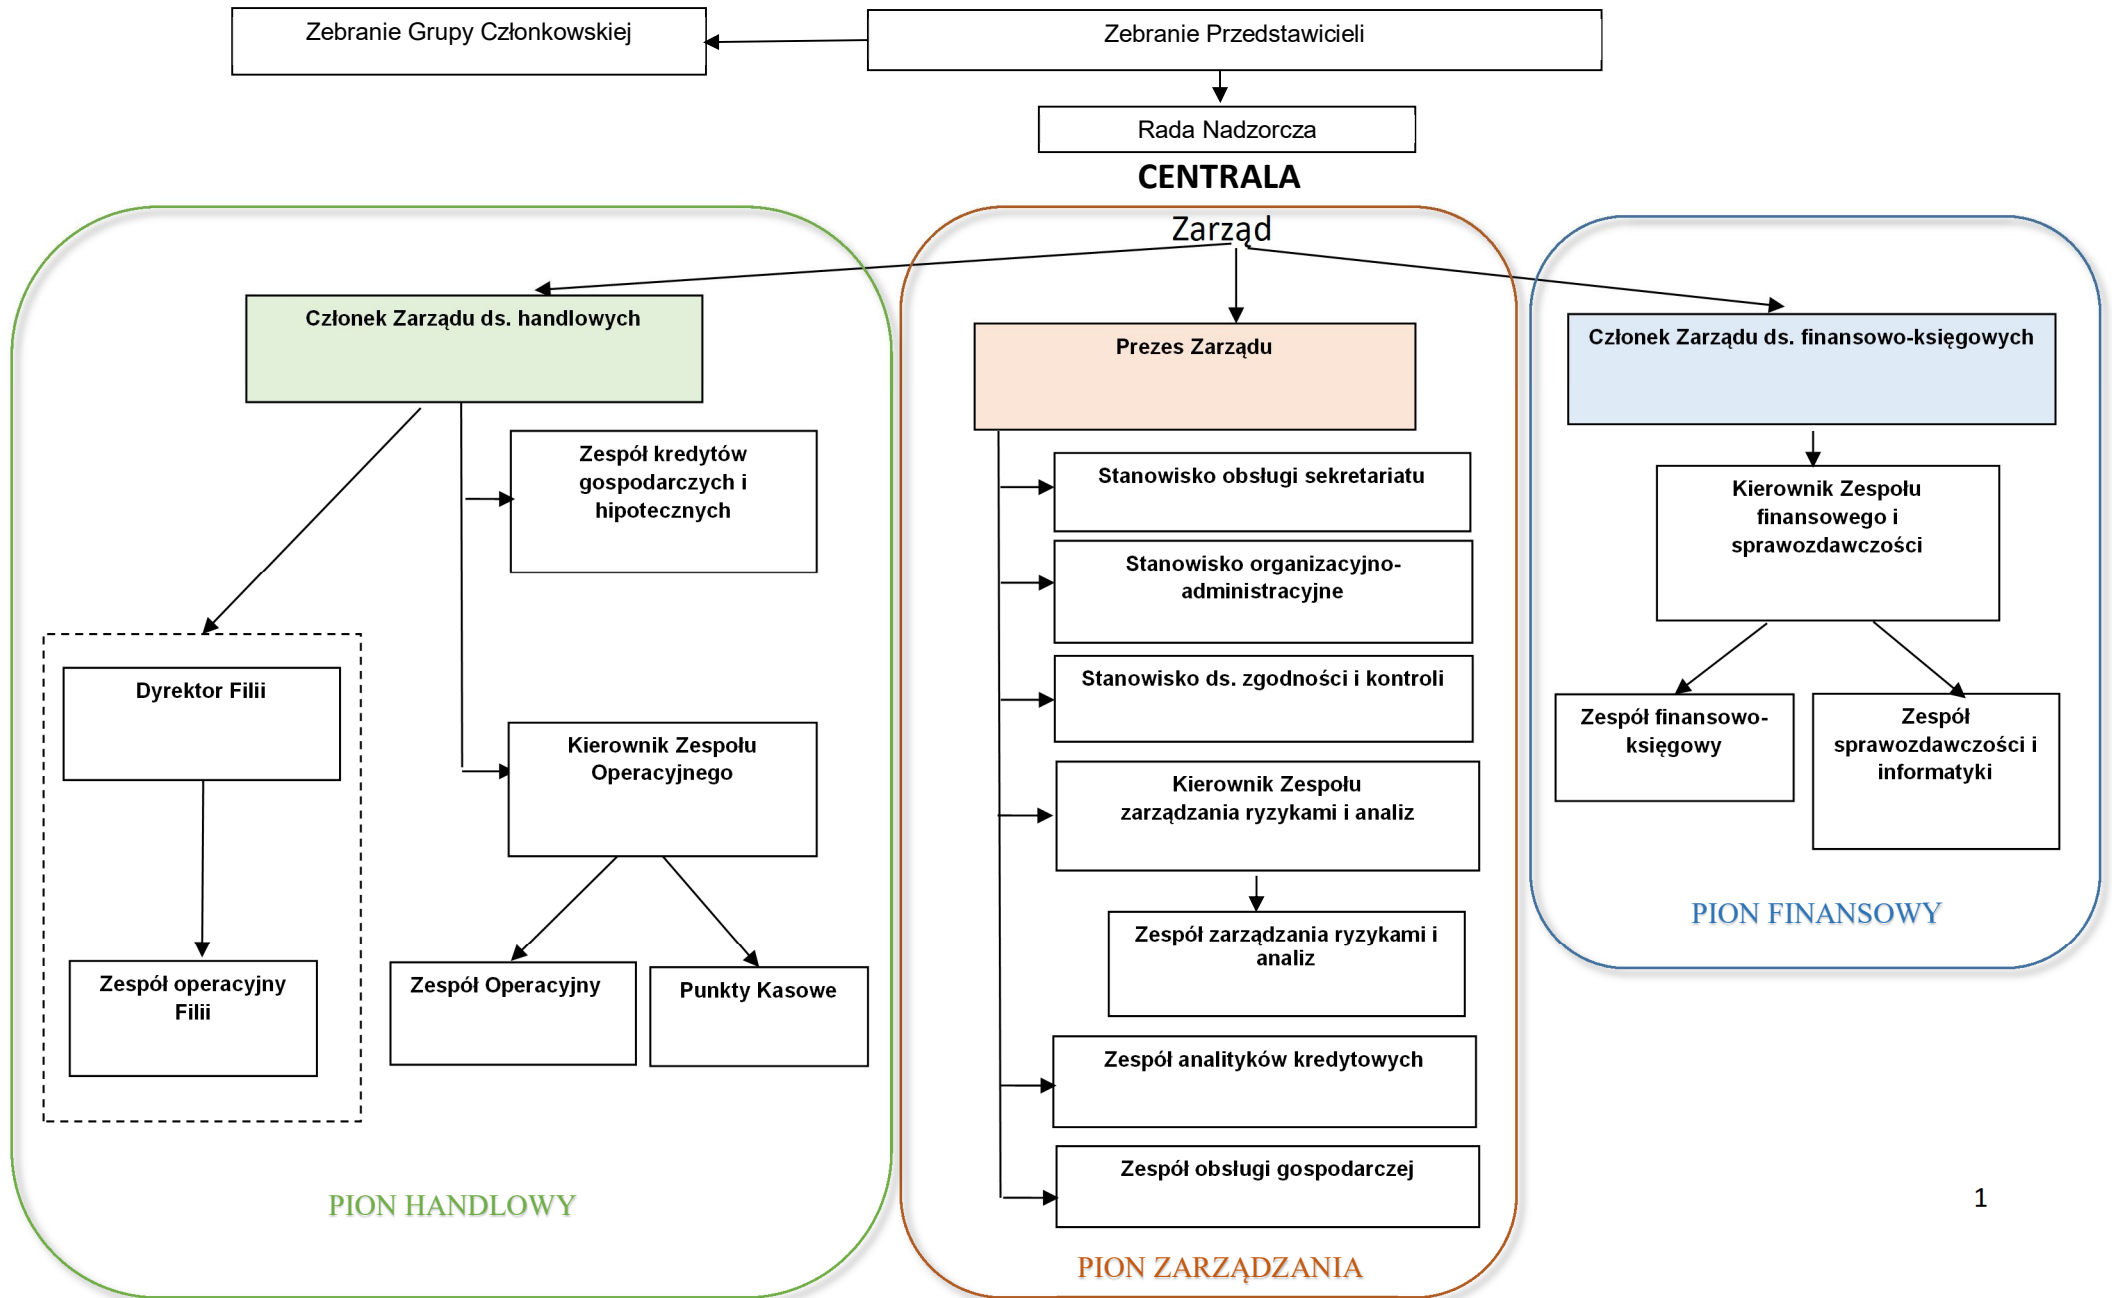 Zebranie Grupy Członkowskiej
Zebranie Przedstawicieli
Rada Nadzorcza
CENTRALA
Zarząd
Członek Zarządu ds. handlowych
Zespół kredytów
gospodarczych i
hipotecznych
Dyrektor Filii
Kierownik Zespołu
Operacyjnego
Zespół operacyjny
Filii
Zespół Operacyjny
Punkty Kasowe
PION HANDLOWY
Prezes Zarządu
Stanowisko obsługi sekretariatu
Stanowisko organizacyjno-
administracyjne
Stanowisko ds. zgodności i kontroli
Kierownik Zespołu
zarządzania ryzykami i analiz
Zespół zarządzania ryzykami i
analiz
Zespół analityków kredytowych
Zespół obsługi gospodarczej
PION ZARZĄDZANIA
Członek Zarządu ds. finansowo-księgowych
Kierownik Zespołu
finansowego i
sprawozdawczości
Zespół finansowo-
księgowy
Zespół
sprawozdawczości i
informatyki
PION FINANSOWY
1